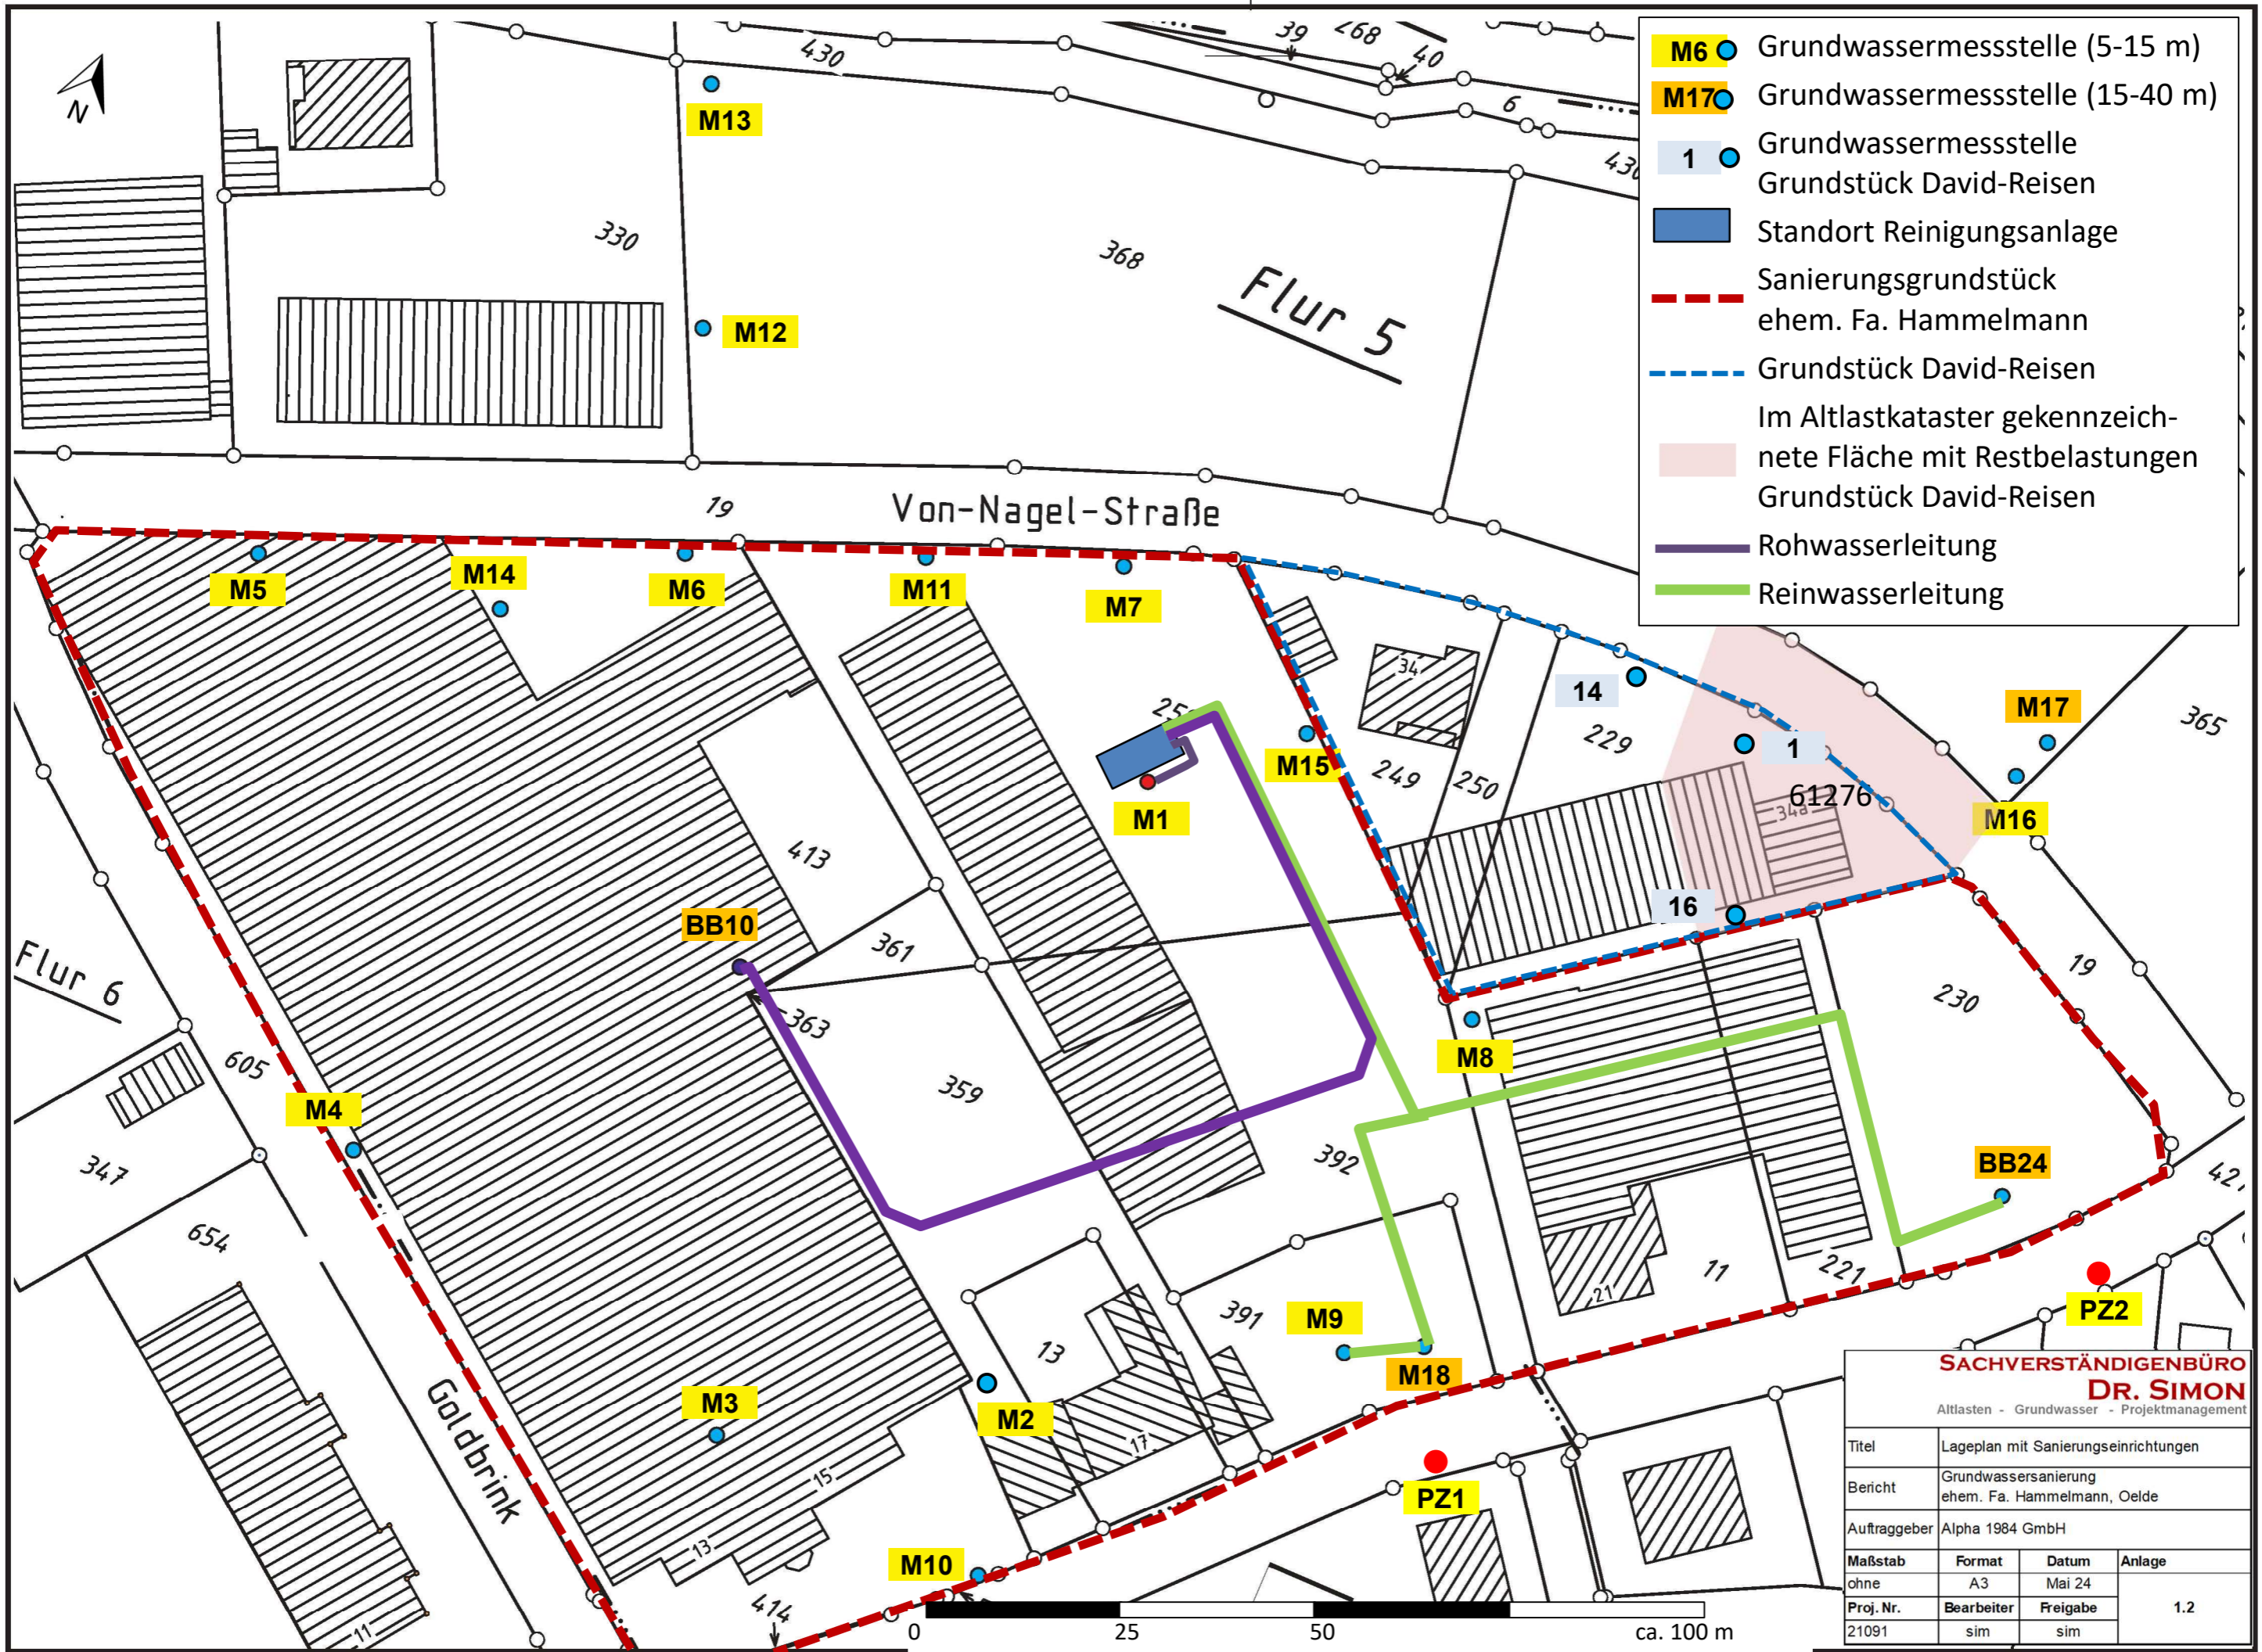 39
268
40
430
6
430
N
M13
330
368
Flur 5
M12
M6
Grundwassermessstelle (5-15 m)
M17
Grundwassermessstelle (15-40 m)
1
Grundwassermessstelle
Grundstück David-Reisen
Standort Reinigungsanlage
Sanierungsgrundstück
ehem. Fa. Hammelmann
Grundstück David-Reisen
Im Altlastkataster gekennzeich-
nete Fläche mit Restbelastungen
Grundstück David-Reisen
Rohwasserleitung
Reinwasserleitung
19
Von-Nagel-Straße
M5
M14
M6
M11
M7
34
14
M17
365
229
1
M15
249
250
61276
34a
M16
M1
413
16
BB10
361
Flur 6
19
230
363
M8
605
359
M4
347
392
BB24
654
11
221
21
PZ2
391
M9
13
M18
M3
M2
17
Goldbrink
15
PZ1
13
M10
414
11
0
25
50
ca. 100 m
SACHVERSTÄNDIGENBÜRO
DR. SIMON
Altlasten - Grundwasser - Projektmanagement
Titel Lageplan mit Sanierungseinrichtungen
Bericht Grundwassersanierung
ehem. Fa. Hammelmann, Oelde
Auftraggeber Alpha 1984 GmbH
Maßstab Format Datum Anlage
ohne A3 Mai 24
1.2
Proj. Nr. Bearbeiter Freigabe
21091 sim sim